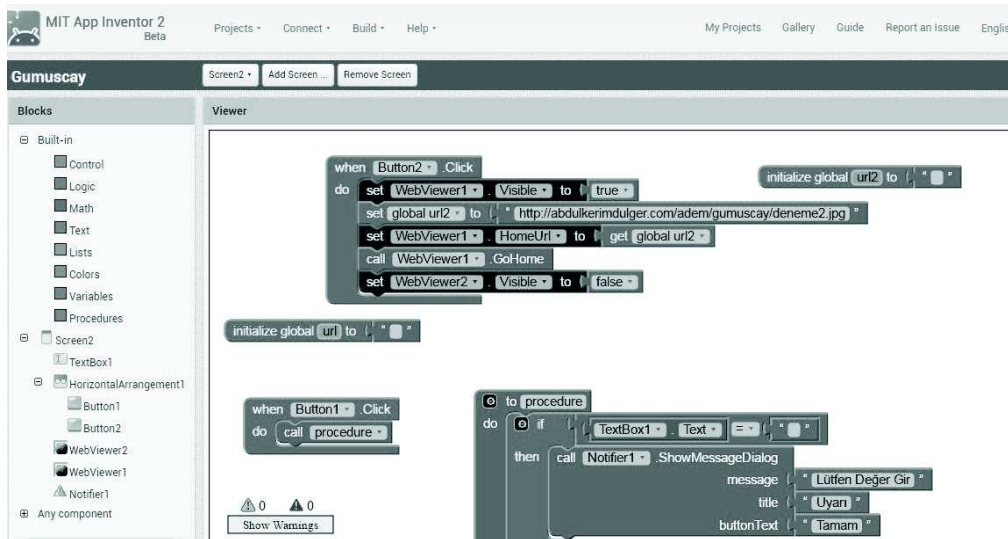 MIT App Inventor 2
Beta
Projects Connect Build Help My Projects Gallery Guide Report an Issue Englis
Gumuscay Screen2 Add Screen ... Remove Screen
Blocks Viewer
Built-in
Control
Logic
Math
Text
Lists
Colors
Variables
Procedures
Screen2
TextBox1
HorizontalArrangement1
Button1
Button2
WebViewer2
WebViewer1
Notifier1
Any component
when Button2 .Click
do set WebViewer1 . Visible to true
set global url2 to " http://abdulkerimdulger.com/adem/gumuscay/deneme2.jpg "
set WebViewer1 . HomeUrl to get global url2
call WebViewer1 .GoHome
set WebViewer2 . Visible to false
initialize global url2 to " "
initialize global url to " "
when Button1 .Click
do call procedure
to procedure
do if TextBox1 . Text = " "
then call Notifier1 .ShowMessageDialog
message " Lütfen Değer Gir "
title " Uyarı "
buttonText " Tamam "
0 0
Show Warnings